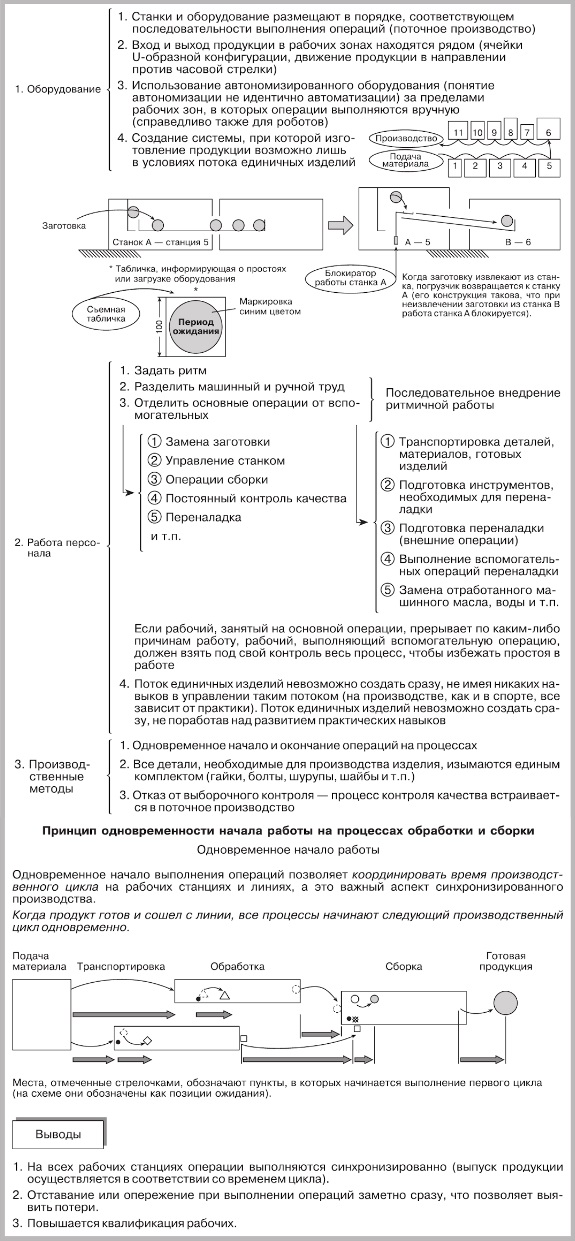 1. Оборудование
1. Станки и оборудование размещают в порядке, соответствующем
последовательности выполнения операций (поточное производство)
2. Вход и выход продукции в рабочих зонах находятся рядом (ячейки
U-образной конфигурации, движение продукции в направлении
против часовой стрелки)
3. Использование автономизированного оборудования (понятие
автономизации не идентично автоматизации) за пределами
рабочих зон, в которых операции выполняются вручную
(справедливо также для роботов)
4. Создание системы, при которой изго-
товление продукции возможно лишь
в условиях потока единичных изделий
Производство
11 10 9 8 7 6
Подача
материала
1 2 3 4 5
Заготовка
Станок А — станция 5
А — 5
В — 6
* Табличка, информирующая о простоях
или загрузке оборудования
Блокиратор
работы станка А
Когда заготовку извлекают из стан-
ка, погрузчик возвращается к станку
А (его конструкция такова, что при
неизвлечении заготовки из станка В
работа станка А блокируется).
Съемная
табличка
*
100
Период
ожидания
Маркировка
синим цветом
2. Работа персо-
нала
1. Задать ритм
2. Разделить машинный и ручной труд
3. Отделить основные операции от вспо-
могательных
Последовательное внедрение
ритмичной работы
1 Замена заготовки
2 Управление станком
3 Операции сборки
4 Постоянный контроль качества
5 Переналадка
и т.п.
1 Транспортировка деталей,
материалов, готовых
изделий
2 Подготовка инструментов,
необходимых для перена-
ладки
3 Подготовка переналадки
(внешние операции)
4 Выполнение вспомогатель-
ных операций переналадки
5 Замена отработанного ма-
шинного масла, воды и т.п.
Если рабочий, занятый на основной операции, прерывает по каким-либо
причинам работу, рабочий, выполняющий вспомогательную операцию,
должен взять под свой контроль весь процесс, чтобы избежать простоя в
работе
4. Поток единичных изделий невозможно создать сразу, не имея никаких на-
выков в управлении таким потоком (на производстве, как и в спорте, все
зависит от практики). Поток единичных изделий невозможно создать сра-
зу, не поработав над развитием практических навыков
3. Производ-
ственные
методы
1. Одновременное начало и окончание операций на процессах
2. Все детали, необходимые для производства изделия, изымаются единым
комплектом (гайки, болты, шурупы, шайбы и т.п.)
3. Отказ от выборочного контроля — процесс контроля качества встраивает-
ся в поточное производство
Принцип одновременности начала работы на процессах обработки и сборки
Одновременное начало работы
Одновременное начало выполнения операций позволяет координировать время производст-
венного цикла на рабочих станциях и линиях, а это важный аспект синхронизированного
производства.
Когда продукт готов и сошел с линии, все процессы начинают следующий производственный
цикл одновременно.
Подача
материала
Транспортировка
Обработка
Сборка
Готовая
продукция
Места, отмеченные стрелочками, обозначают пункты, в которых начинается выполнение первого цикла
(на схеме они обозначены как позиции ожидания).
Выводы
1. На всех рабочих станциях операции выполняются синхронизированно (выпуск продукции
осуществляется в соответствии со временем цикла).
2. Отставание или опережение при выполнении операций заметно сразу, что позволяет выя-
вить потери.
3. Повышается квалификация рабочих.